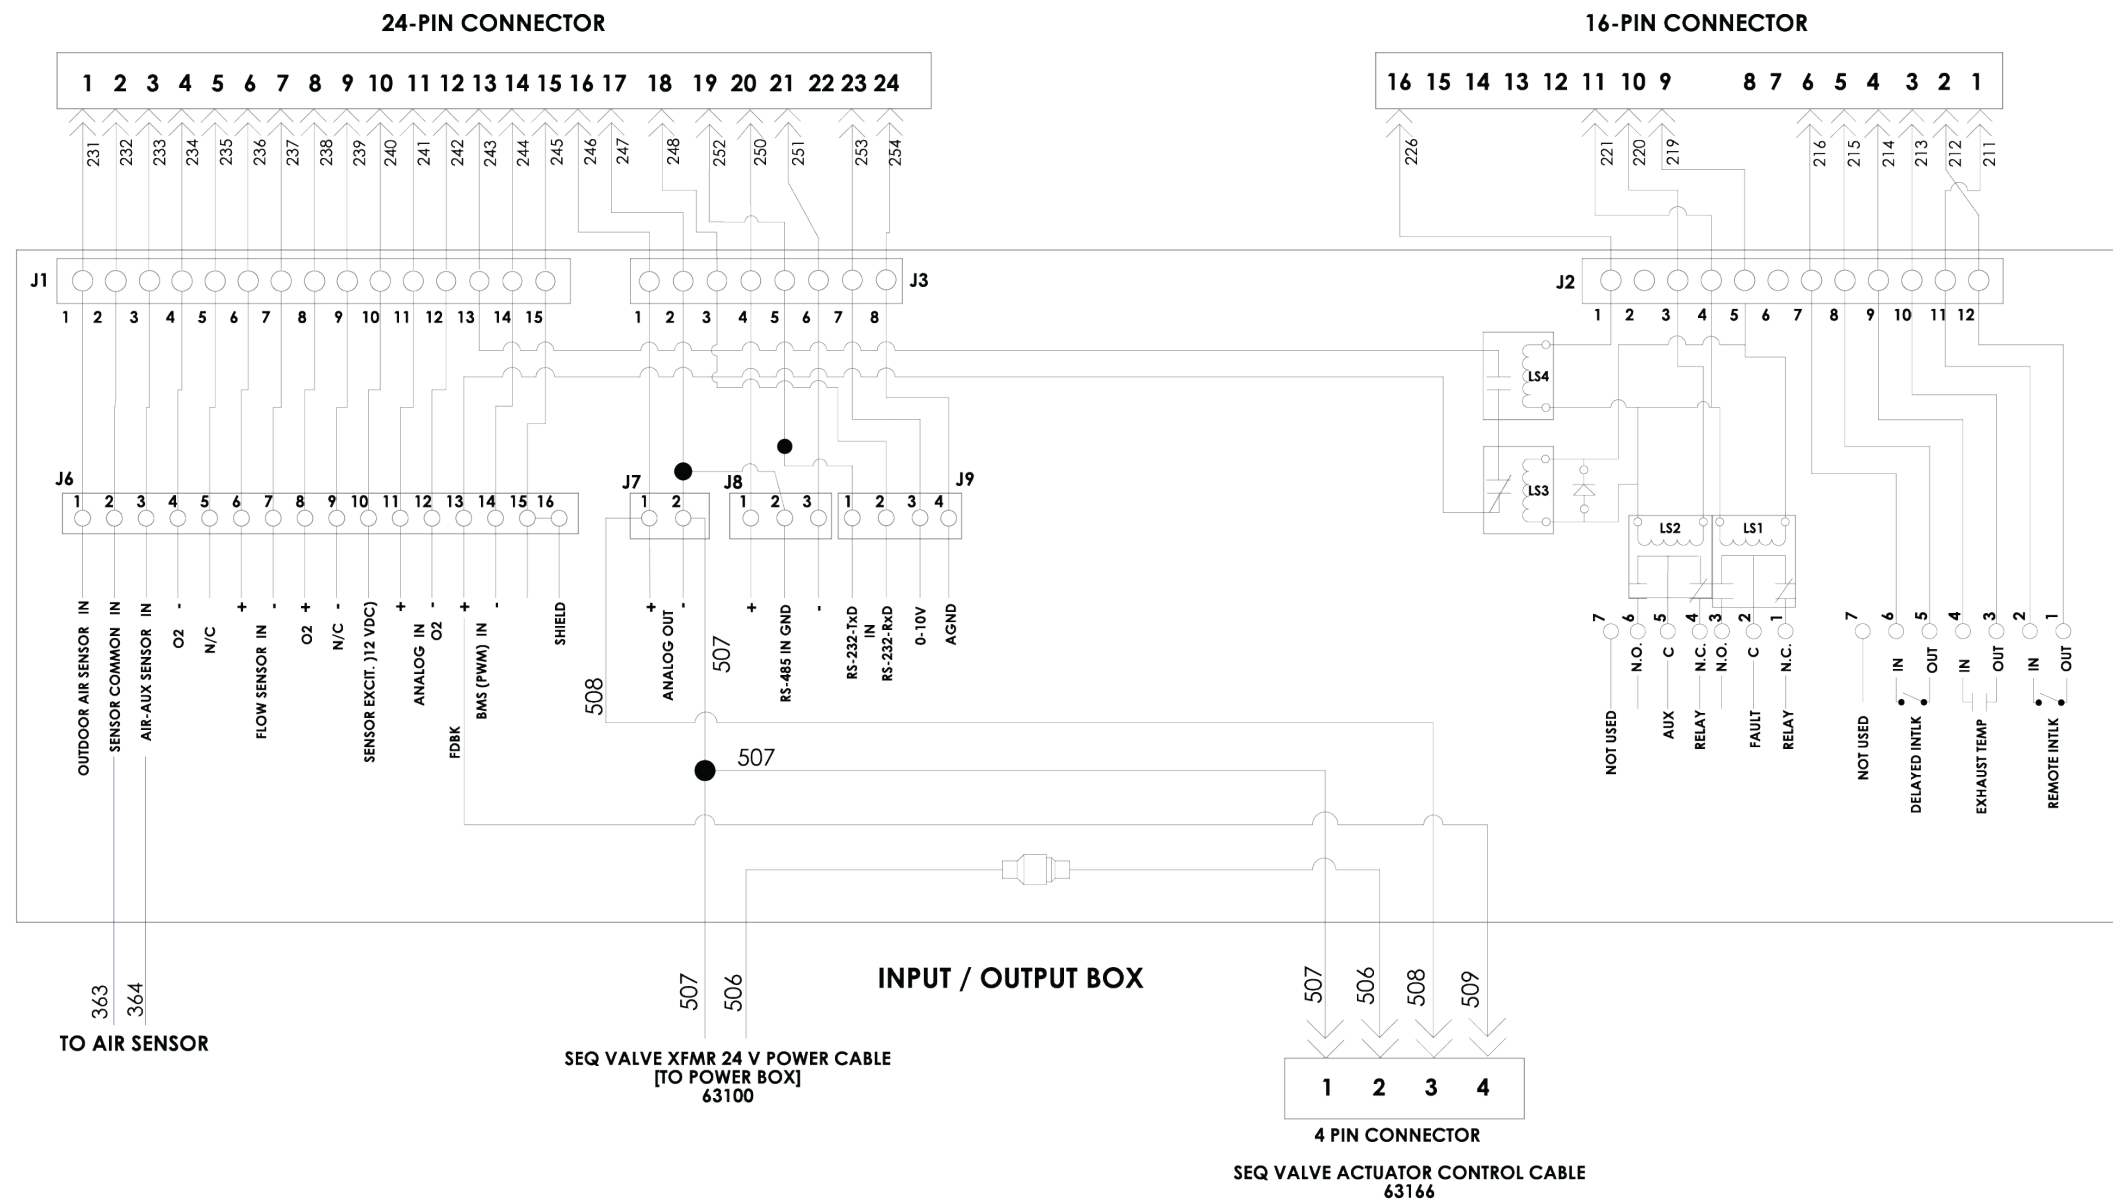 24-PIN CONNECTOR
16-PIN CONNECTOR
1 2 3 4 5 6 7 8 9 10 11 12 13 14 15 16 17 18 19 20 21 22 23 24
16 15 14 13 12 11 10 9 8 7 6 5 4 3 2 1
231 232 233 234 235 236 237 238 239 240 241 242 243 244 245 246 247 248 252 250 251 253 254
226 221 220 219 216 215 214 213 212 211
J1
J3
J2
1 2 3 4 5 6 7 8 9 10 11 12 13 14 15
1 2 3 4 5 6 7 8
1 2 3 4 5 6 7 8 9 10 11 12
LS4
LS3
J6
J7
J8
J9
1 2 3 4 5 6 7 8 9 10 11 12 13 14 15 16
1 2
1 2 3
1 2 3 4
LS2
LS1
OUTDOOR AIR SENSOR IN
SENSOR COMMON IN
AIR-AUX SENSOR IN
-
O2
N/C
+
-
FLOW SENSOR IN
+
O2
-
N/C
SENSOR EXCIT. )12 VDC)
+
-
ANALOG IN
O2
+
-
BMS (PWM) IN
FDBK
SHIELD
+
-
ANALOG OUT
508
507
+
RS-485 IN GND
-
RS-232-TxD
IN
RS-232-RxD
0-10V
AGND
7 6 5 4 3 2 1
N.O. C N.C. N.O. C N.C.
NOT USED
AUX
RELAY
FAULT
RELAY
7 6 5 4 3 2 1
IN OUT IN OUT IN OUT
NOT USED
DELAYED INTLK
EXHAUST TEMP
REMOTE INTLK
507
363
364
TO AIR SENSOR
507
506
SEQ VALVE XFMR 24 V POWER CABLE
[TO POWER BOX]
63100
INPUT / OUTPUT BOX
507
506
508
509
1 2 3 4
4 PIN CONNECTOR
SEQ VALVE ACTUATOR CONTROL CABLE
63166